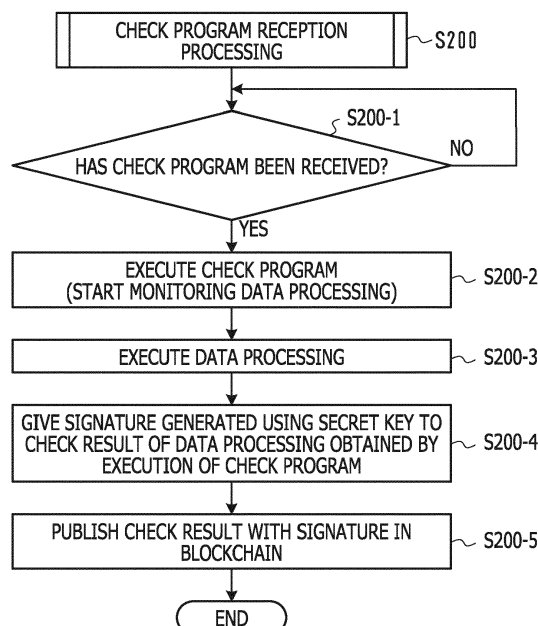 CHECK PROGRAM RECEPTION
PROCESSING
S200
S200-1
HAS CHECK PROGRAM BEEN RECEIVED?
NO
YES
EXECUTE CHECK PROGRAM
(START MONITORING DATA PROCESSING)
S200-2
EXECUTE DATA PROCESSING
S200-3
GIVE SIGNATURE GENERATED USING SECRET KEY TO
CHECK RESULT OF DATA PROCESSING OBTAINED BY
EXECUTION OF CHECK PROGRAM
S200-4
PUBLISH CHECK RESULT WITH SIGNATURE IN
BLOCKCHAIN
S200-5
END